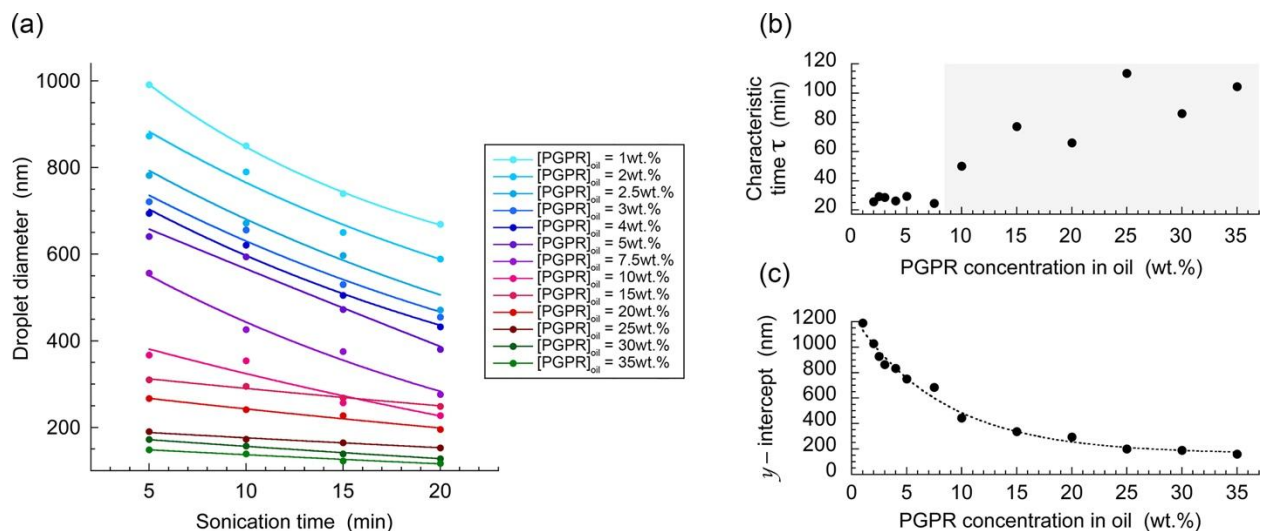 (a)
1000
800
600
400
200
Droplet diameter (nm)
5
10
15
20
Sonication time (min)
[PGPR]oil = 1wt.%
[PGPR]oil = 2wt.%
[PGPR]oil = 2.5wt.%
[PGPR]oil = 3wt.%
[PGPR]oil = 4wt.%
[PGPR]oil = 5wt.%
[PGPR]oil = 7.5wt.%
[PGPR]oil = 10wt.%
[PGPR]oil = 15wt.%
[PGPR]oil = 20wt.%
[PGPR]oil = 25wt.%
[PGPR]oil = 30wt.%
[PGPR]oil = 35wt.%
(b)
120
100
80
60
40
20
Characteristic
time τ (min)
0
5
10
15
20
25
30
35
PGPR concentration in oil (wt.%)
(c)
1200
1000
800
600
400
200
0
y – intercept (nm)
0
5
10
15
20
25
30
35
PGPR concentration in oil (wt.%)